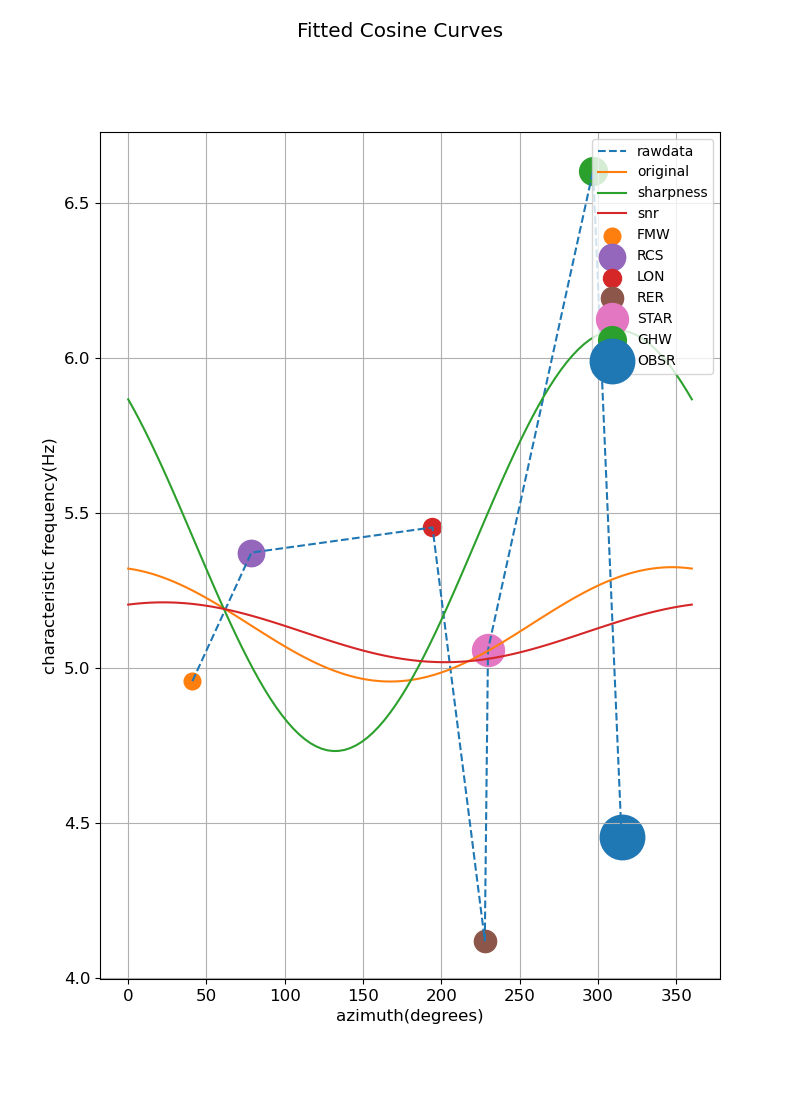 Fitted Cosine Curves
rawdata
original
sharpness
snr
FMW
RCS
LON
RER
STAR
GHW
OBSR
characteristic frequency(Hz)
6.5
6.0
5.5
5.0
4.5
4.0
0 50 100 150 200 250 300 350
azimuth(degrees)